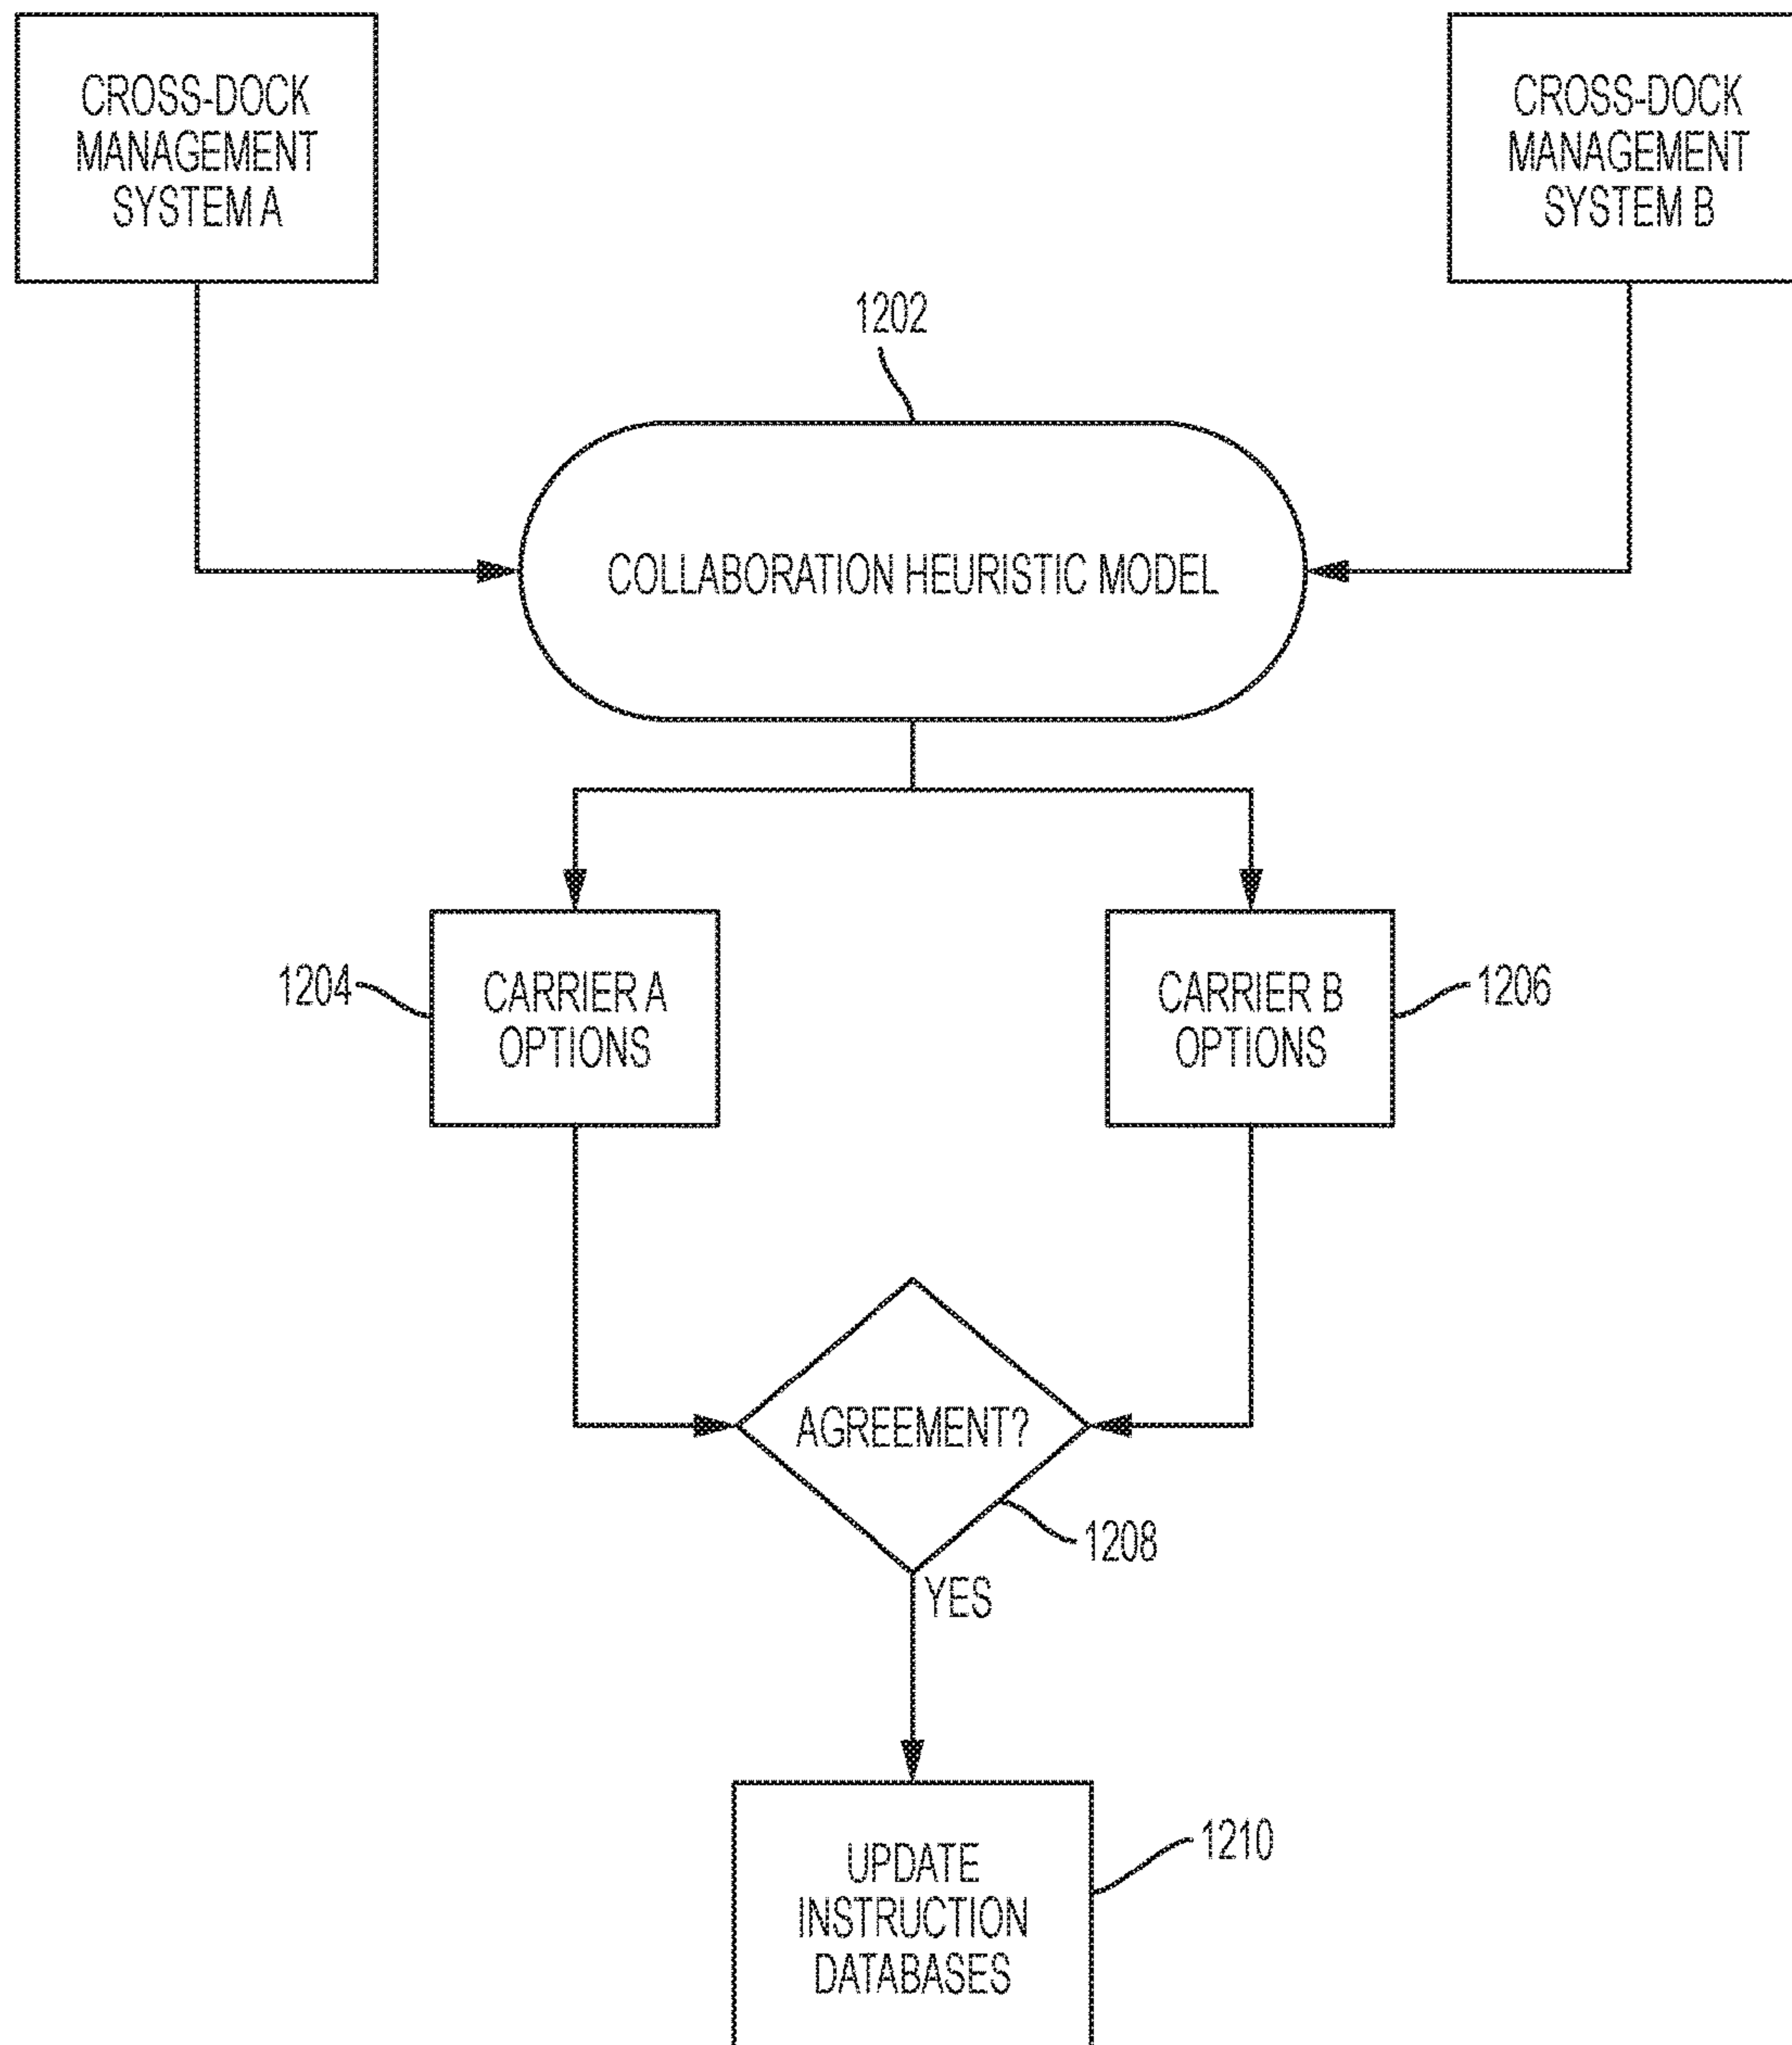 CROSS-DOCK
MANAGEMENT
SYSTEM A
CROSS-DOCK
MANAGEMENT
SYSTEM B
1202
COLLABORATION HEURISTIC MODEL
1204
CARRIER A
OPTIONS
CARRIER B
OPTIONS
1206
AGREEMENT?
1208
YES
UPDATE
INSTRUCTION
DATABASES
1210